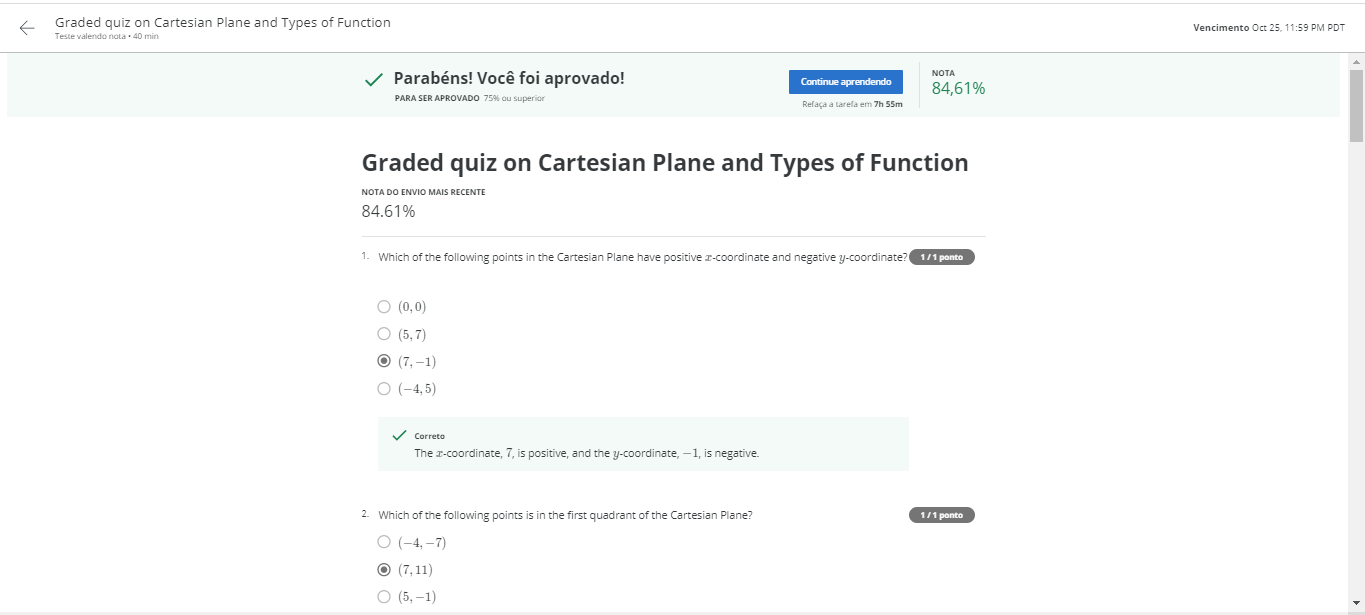 Graded quiz on Cartesian Plane and Types of Function
Teste valendo nota • 40 min
Vencimento Oct 25, 11:59 PM PDT
Parabéns! Você foi aprovado!
PARA SER APROVADO 75% ou superior
Continue aprendendo
Refaça a tarefa em 7h 55m
NOTA
84,61%
Graded quiz on Cartesian Plane and Types of Function
NOTA DO ENVIO MAIS RECENTE
84.61%
1. Which of the following points in the Cartesian Plane have positive x-coordinate and negative y-coordinate? 1 / 1 ponto
(0, 0)
(5, 7)
(7, −1)
(−4, 5)
Correto
The x-coordinate, 7, is positive, and the y-coordinate, −1, is negative.
2. Which of the following points is in the first quadrant of the Cartesian Plane? 1 / 1 ponto
(−4, −7)
(7, 11)
(5, −1)